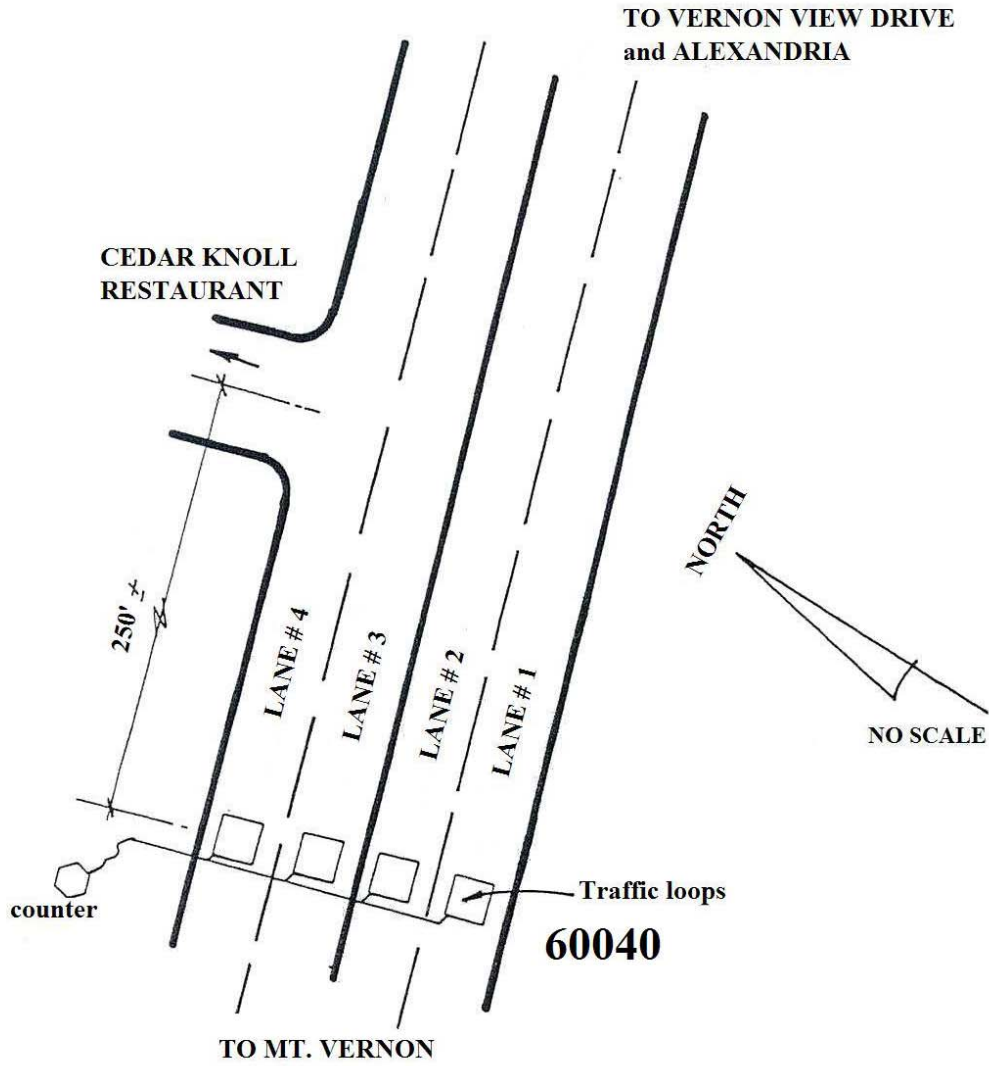 TO VERNON VIEW DRIVE
and ALEXANDRIA
CEDAR KNOLL
RESTAURANT
NORTH
250' ±
LANE # 4
LANE # 3
LANE # 2
LANE # 1
NO SCALE
Traffic loops
counter
60040
TO MT. VERNON